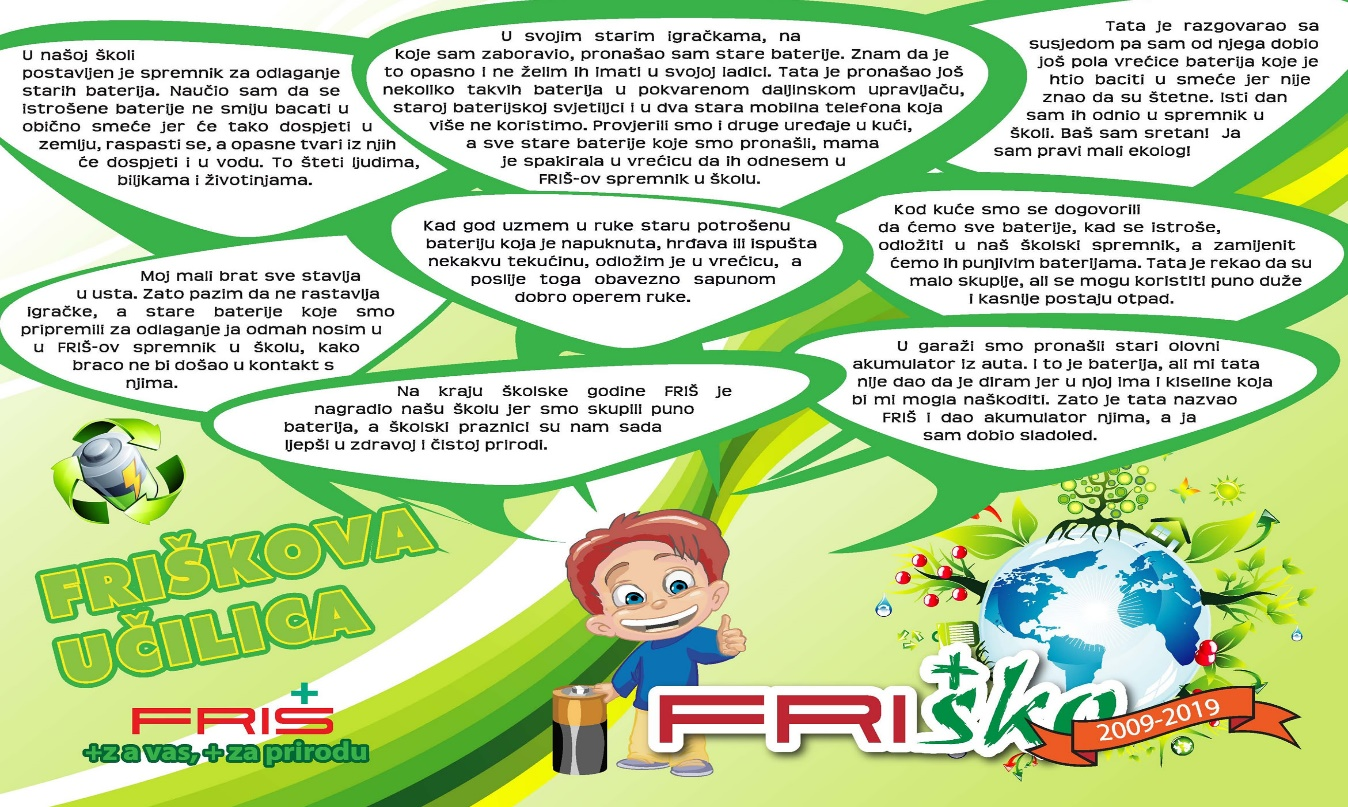 U našoj školi
postavljen je spremnik za odlaganje
starih baterija. Naučio sam da se
istrošene baterije ne smiju bacati u
obično smeće jer će tako dospjeti u
zemlju, raspasti se, a opasne tvari iz njih
će dospjeti i u vodu. To šteti ljudima,
biljkama i životinjama.
U svojim starim igračkama, na
koje sam zaboravio, pronašao sam stare baterije. Znam da je
to opasno i ne želim ih imati u svojoj ladici. Tata je pronašao još
nekoliko takvih baterija u pokvarenom daljinskom upravljaču,
staroj baterijskoj svjetiljci i u dva stara mobilna telefona koja
više ne koristimo. Provjerili smo i druge uređaje u kući,
a sve stare baterije koje smo pronašli, mama
je spakirala u vrećicu da ih odnesem u
FRIŠ-ov spremnik u školu.
Tata je razgovarao sa
susjedom pa sam od njega dobio
još pola vrećice baterija koje je
htio baciti u smeće jer nije
znao da su štetne. Isti dan
sam ih odnio u spremnik u
školi. Baš sam sretan! Ja
sam pravi mali ekolog!
Moj mali brat sve stavlja
u usta. Zato pazim da ne rastavlja
igračke, a stare baterije koje smo
pripremili za odlaganje ja odmah nosim u
u FRIŠ-ov spremnik u školu, kako
braco ne bi došao u kontakt s
njima.
Kad god uzmem u ruke staru potrošenu
bateriju koja je napuknuta, hrđava ili ispušta
nekakvu tekućinu, odložim je u vrećicu, a
poslije toga obavezno sapunom
dobro operem ruke.
Kod kuće smo se dogovorili
da ćemo sve baterije, kad se istroše,
odložiti u naš školski spremnik, a zamijenit
ćemo ih punjivim baterijama. Tata je rekao da su
malo skuplje, ali se mogu koristiti puno duže
i kasnije postaju otpad.
Na kraju školske godine FRIŠ je
nagradio našu školu jer smo skupili puno
baterija, a školski praznici su nam sada
ljepši u zdravoj i čistoj prirodi.
U garaži smo pronašli stari olovni
akumulator iz auta. I to je baterija, ali mi tata
nije dao da je diram jer u njoj ima i kiseline koja
bi mi mogla naškoditi. Zato je tata nazvao
FRIŠ i dao akumulator njima, a ja
sam dobio sladoled.
FRIŠKOVA
UČILICA
FRIŠ+
+z a vas, + za prirodu
FRIško
2009-2019